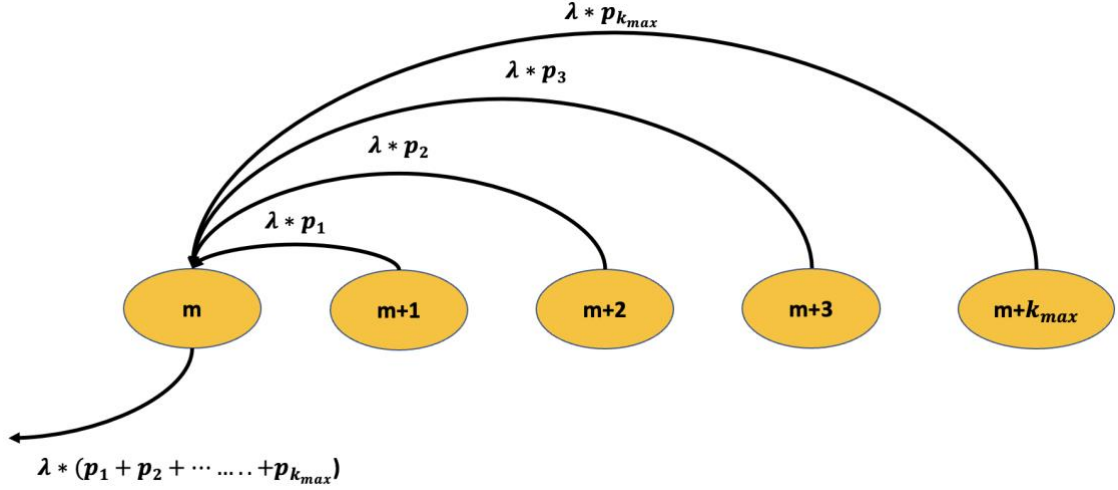 λ * p_{k_{max}}
λ * p_3
λ * p_2
λ * p_1
m
m+1
m+2
m+3
m+k_{max}
λ * (p_1 + p_2 + ⋯ ... . . +p_{k_{max}})